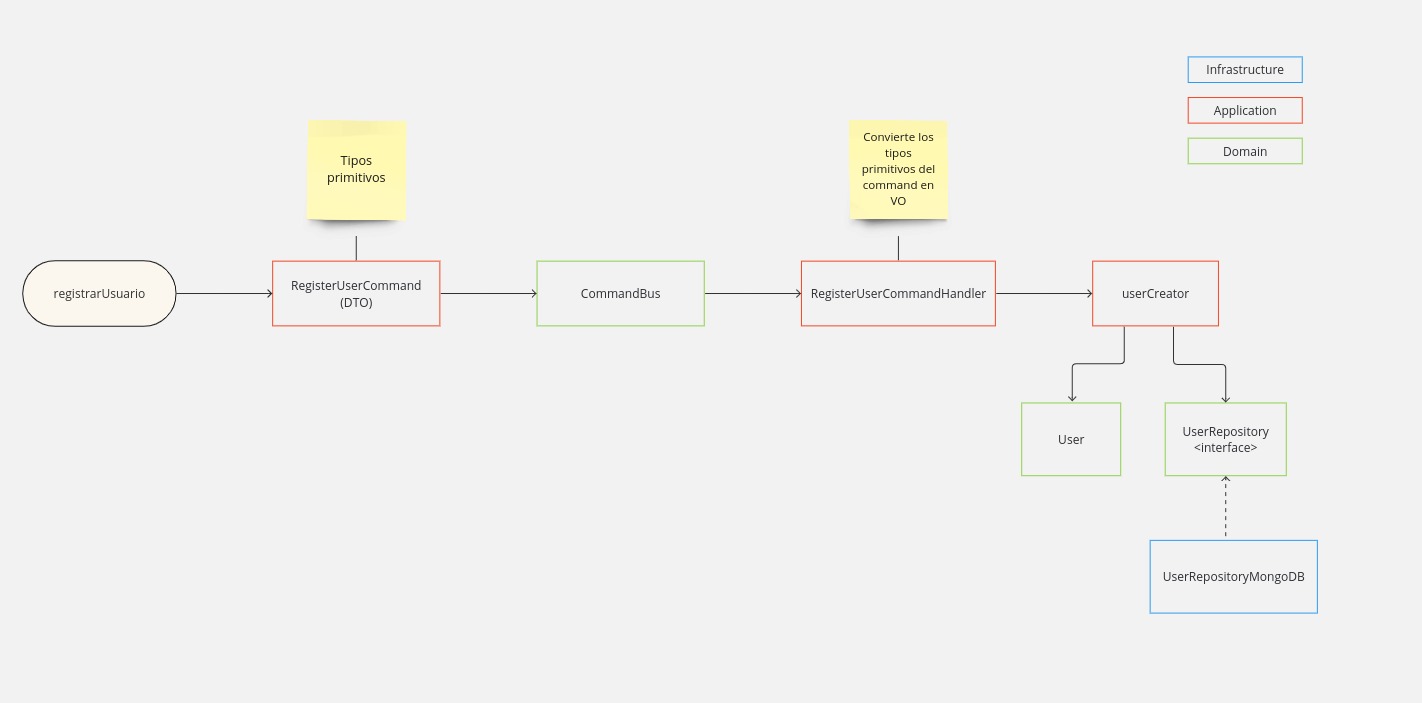 Infrastructure
Application
Domain
Tipos
primitivos
Convierte los
tipos
primitivos del
command en
VO
registrarUsuario
RegisterUserCommand
(DTO)
CommandBus
RegisterUserCommandHandler
userCreator
User
UserRepository
<interface>
UserRepositoryMongoDB